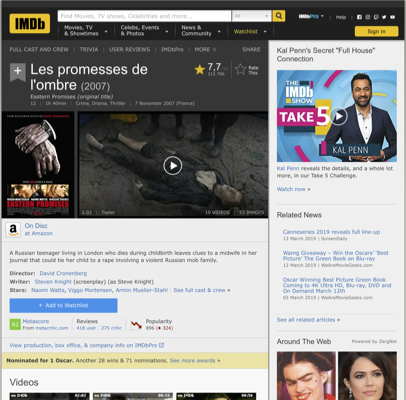 IMDb
Find Movies, TV shows, Celebrities and more...
All
IMDbPro
Help
Movies, TV & Showtimes
Celebs, Events & Photos
News & Community
Watchlist
Sign in
FULL CAST AND CREW | TRIVIA | USER REVIEWS | IMDbPro | MORE
SHARE
Les promesses de l'ombre (2007)
Eastern Promises (original title)
12 | 1h 40min | Crime, Drama, Thriller | 7 November 2007 (France)
7,7
Rate This
EASTERN PROMISES
2:02 | Trailer
10 VIDEOS
On Disc
at Amazon
A Russian teenager living in London who dies during childbirth leaves clues to a midwife in her
journal that could tie her child to a rape involving a violent Russian mob family.
Director: David Cronenberg
Writer: Steven Knight (screenplay) (as Steve Knight)
Stars: Naomi Watts, Viggo Mortensen, Armin Mueller-Stahl | See full cast & crew »
+ Add to Watchlist
Metascore
From metacritic.com
Reviews
418 user | 275 critic
Popularity
View production, box office, & company info on IMDbPro
Nominated for 1 Oscar. Another 28 wins & 71 nominations. See more awards »
Videos
Kal Penn's Secret "Full House"
Connection
THE IMDb SHOW
TAKE 5
KAL PENN
Kal Penn reveals the details, and a whole lot
more, in our Take 5 Challenge.
Watch now »
Related News
Canneseries 2019 reveals full line-up
13 March 2019 | ScreenDaily
Warng Giveaway – Win the Oscars' 'Best
Picture' The Green Book on Blu-ray
12 March 2019 | WeAreMovieGeeks.com
Oscar Winning Best Picture Green Book
Coming to 4K Ultra HD, Blu-ray, DVD and
On Demand March 12th
See all related articles »
Around The Web
Powered by ZergNet